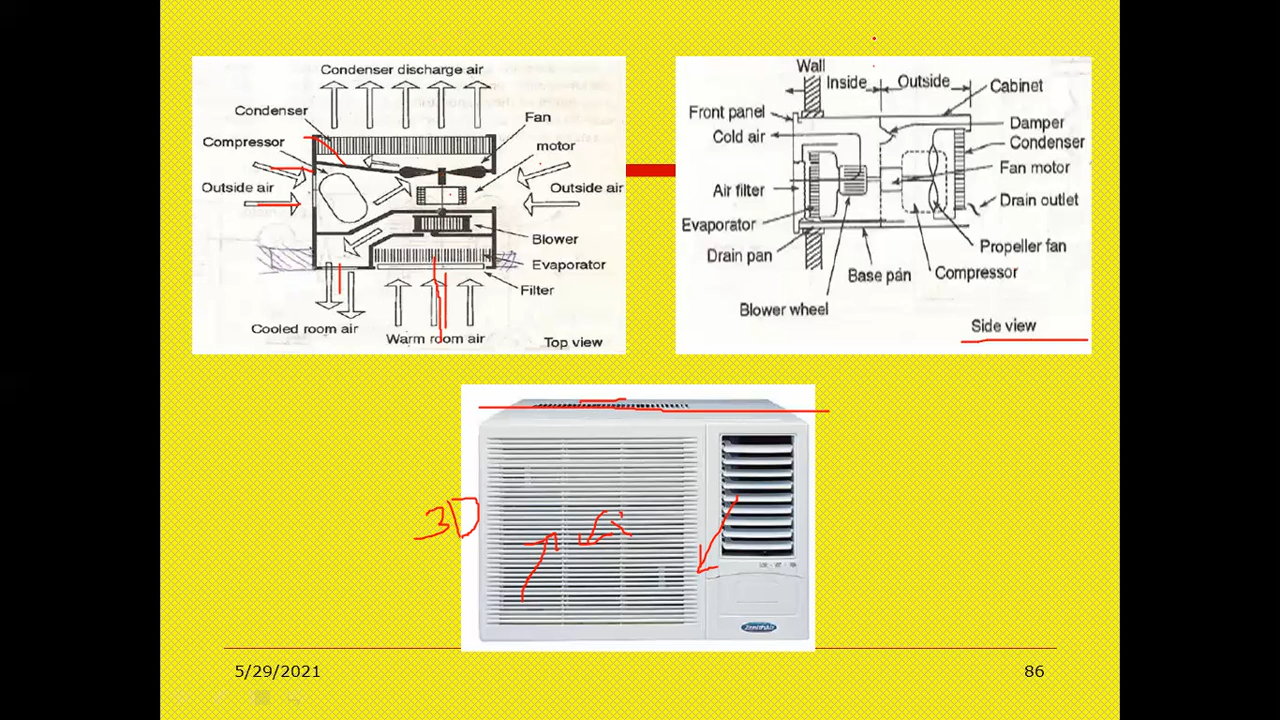 Condenser discharge air
Condenser
Fan
Compressor
motor
Outside air
Outside air
Blower
Evaporator
Filter
Cooled room air
Warm room air
Top view
Wall
Inside
Outside
Cabinet
Front panel
Damper
Cold air
Condenser
Fan motor
Air filter
Drain outlet
Evaporator
Propeller fan
Drain pan
Base pan
Compressor
Blower wheel
Side view
3D
5/29/2021
86